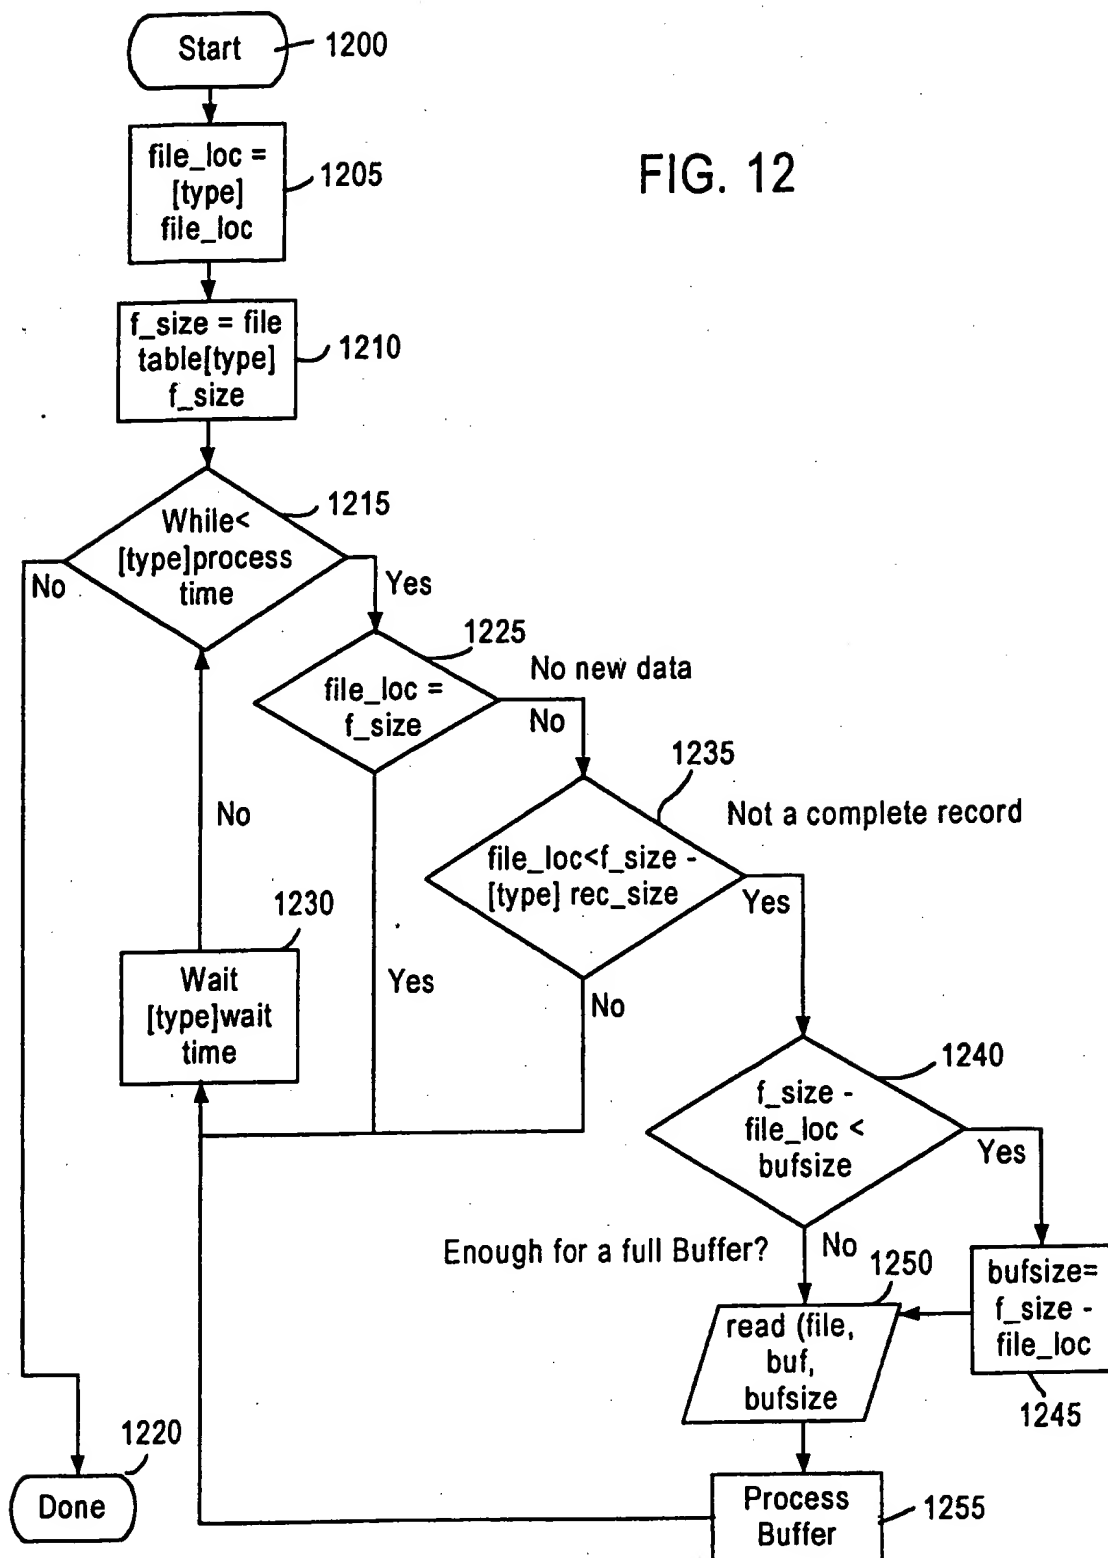 Start
1200
FIG. 12
file_loc =
[type]
file_loc
1205
f_size = file
table[type]
f_size
1210
While<
[type]process
time
1215
No
Yes
file_loc =
f_size
1225
No new data
No
1235
file_loc<f_size -
[type] rec_size
Not a complete record
Yes
No
1230
Wait
[type]wait
time
Yes
No
f_size -
file_loc <
bufsize
1240
Yes
Enough for a full Buffer?
No
bufsize=
f_size -
file_loc
1245
1250
read (file,
buf,
bufsize
1220
Done
Process
Buffer
1255